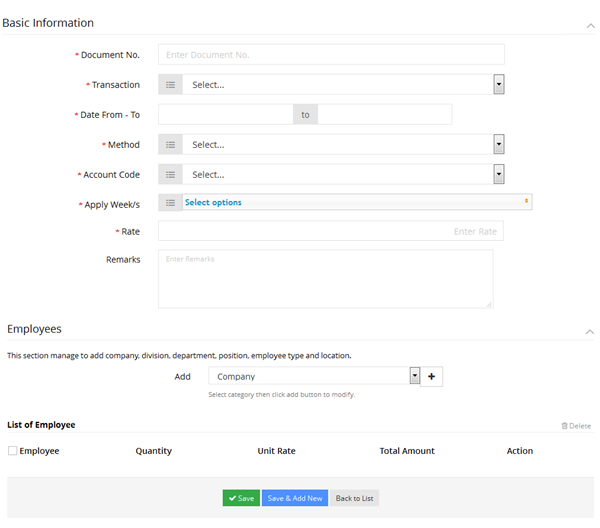 Basic Information
* Document No. Enter Document No.
* Transaction Select...
* Date From - To to
* Method Select...
* Account Code Select...
* Apply Week/s Select options
* Rate Enter Rate
Remarks Enter Remarks
Employees
This section manage to add company, division, department, position, employee type and location.
Add Company
Select category then click add button to modify.
List of Employee Delete
Employee Quantity Unit Rate Total Amount Action
Save Save & Add New Back to List